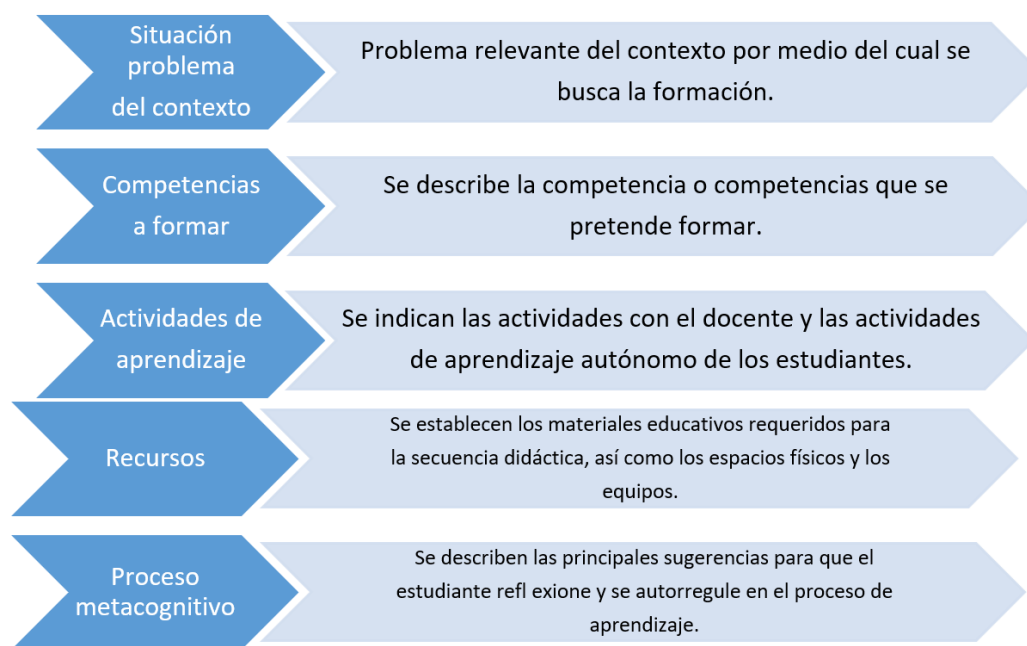 Situación
problema
del contexto
Problema relevante del contexto por medio del cual se
busca la formación.
Competencias
a formar
Se describe la competencia o competencias que se
pretende formar.
Actividades de
aprendizaje
Se indican las actividades con el docente y las actividades
de aprendizaje autónomo de los estudiantes.
Recursos
Se establecen los materiales educativos requeridos para
la secuencia didáctica, así como los espacios físicos y los
equipos.
Proceso
metacognitivo
Se describen las principales sugerencias para que el
estudiante refl exione y se autorregule en el proceso de
aprendizaje.